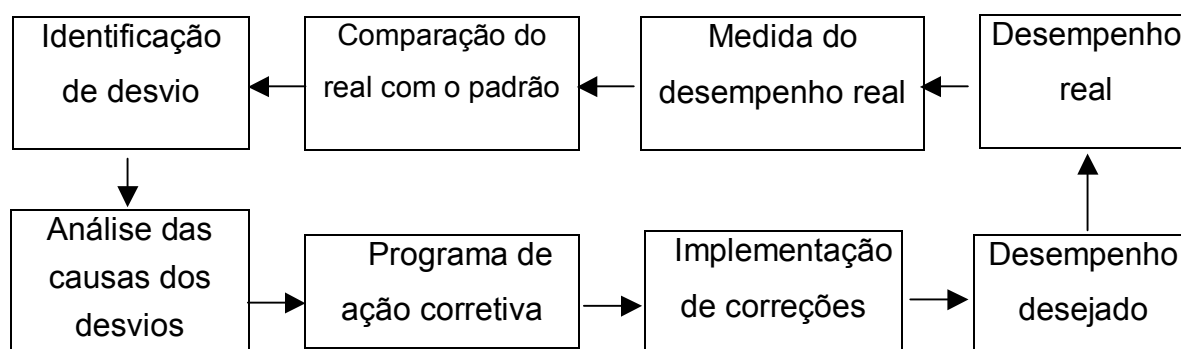 Identificação
de desvio
Comparação do
real com o padrão
Medida do
desempenho real
Desempenho
real
Análise das
causas dos
desvios
Programa de
ação corretiva
Implementação
de correções
Desempenho
desejado